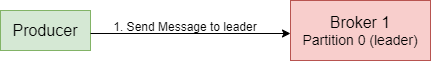 Producer
1. Send Message to leader
Broker 1
Partition 0 (leader)